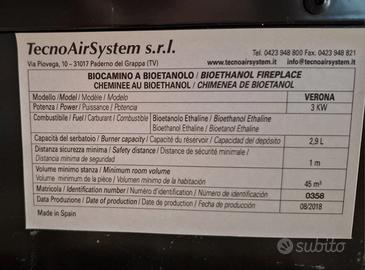 TecnoAirSystem s.r.l.
Via Piovega, 10 – 31017 Paderno del Grappa (TV)
Tel. 0423 948 800 Fax. 0423 948 821
www.tecnoairsystem.it – info@tecnoairsystem.it
BIOCAMINO A BIOETANOLO / BIOETHANOL FIREPLACE
CHEMINEE AU BIOETHANOL / CHIMENEA DE BIOETANOL
Modello / Model / Modèle / Modelo VERONA
Potenza / Power / Puissance / Potencia 3 KW
Combustibile / Fuel / Carburant / Combustible Bioetanolo Ethaline / Bioethanol Ethaline
Bioethanol Ethaline / Bioetanol Ethaline
Capacità del serbatoio / Burner capacity / Capacité du réservoir / Capacidad del depósito 2,9 L
Distanza sicurezza minima / Safety distance / Distance de sécurité minimale /
Distancia minima de seguridad 1 m
Volume minimo stanza / Minimum room volume
Volume minimum de la pièce / Volumen minimo de la habitación 45 m³
Matricola / Identification number / Numéro d'identification / Número de identificación 0358
Data Produzione / Date of production / Date de production / Fecha de producción 08/2018
Made in Spain
subito